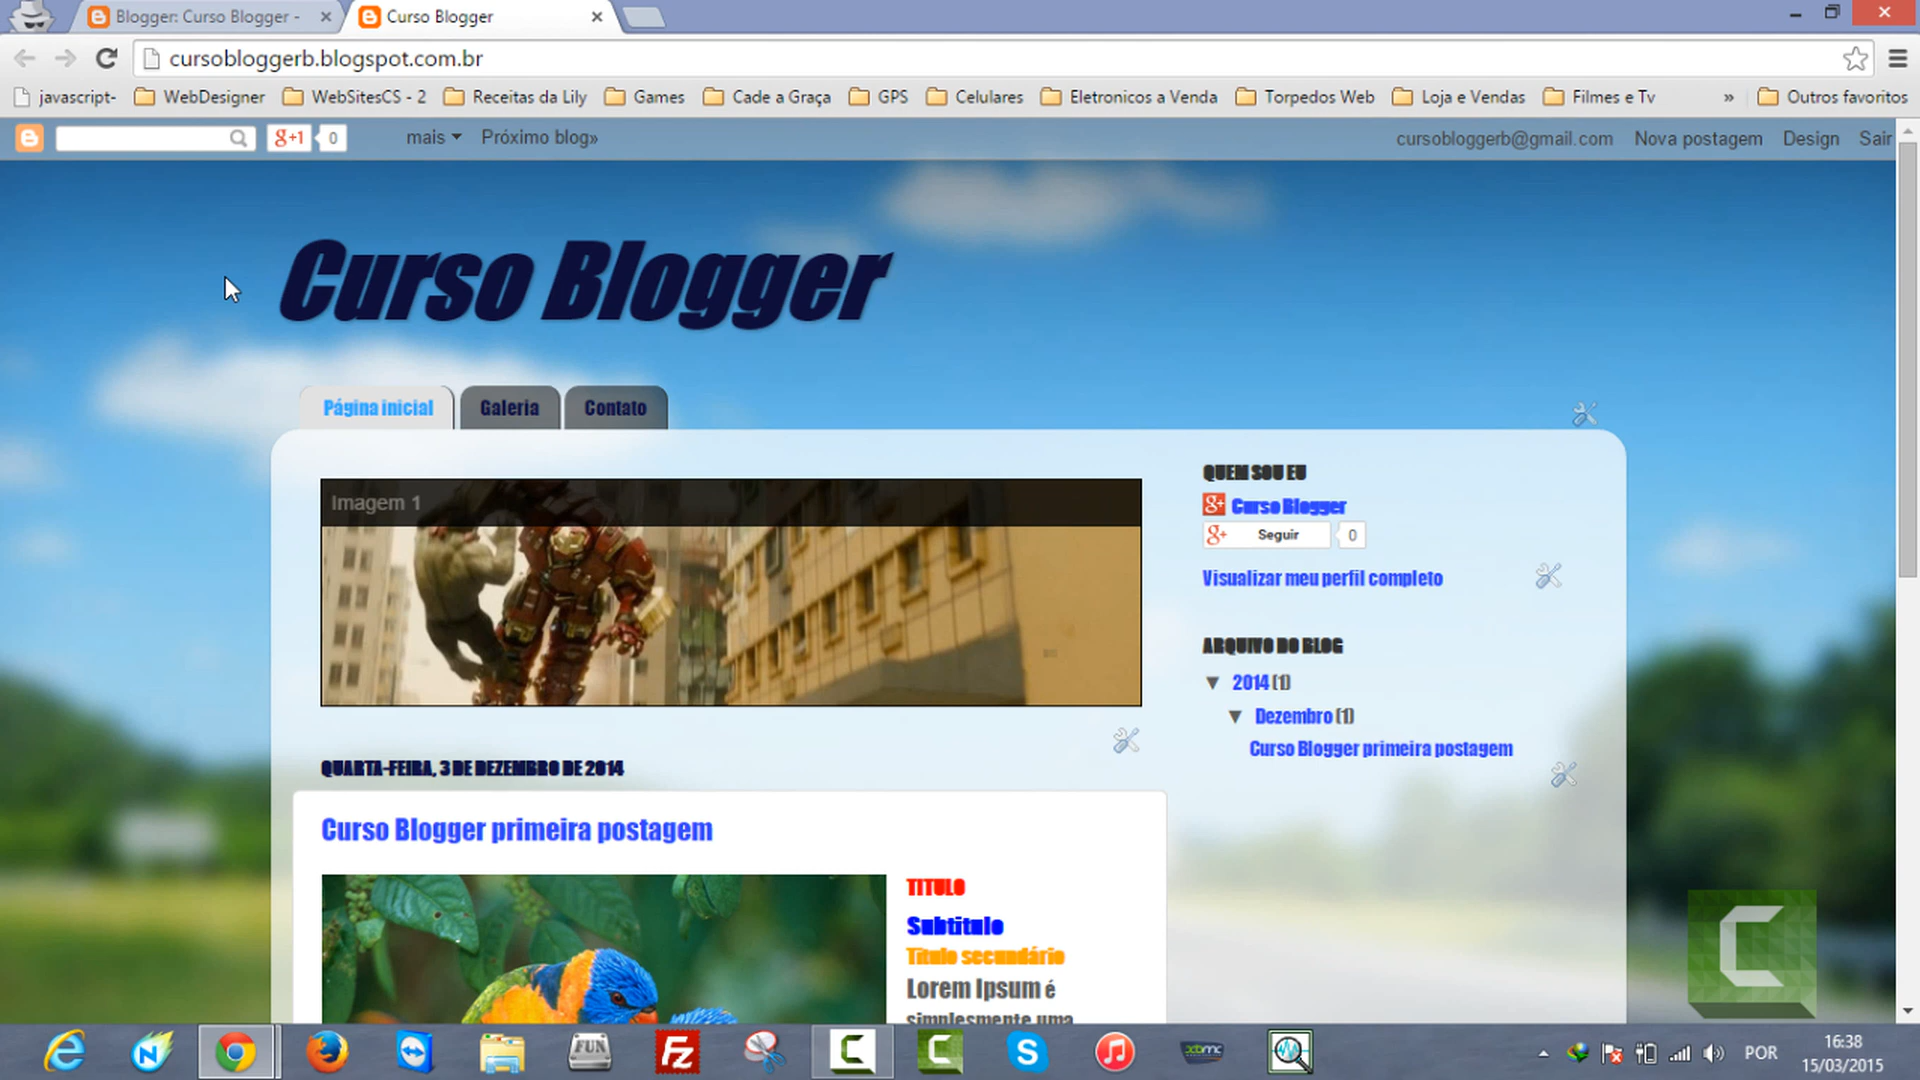 Blogger: Curso Blogger -
Curso Blogger
cursobloggerb.blogspot.com.br
javascript- WebDesigner WebSitesCS - 2 Receitas da Lily Games Cade a Graça GPS Celulares Eletronicos a Venda Torpedos Web Loja e Vendas Filmes e Tv » Outros favoritos
g+1 0 mais Próximo blog» cursobloggerb@gmail.com Nova postagem Design Sair
Curso Blogger
Página inicial Galeria Contato
Imagem 1
QUEM SOU EU
g+ Curso Blogger
g+ Seguir 0
Visualizar meu perfil completo
ARQUIVO DO BLOG
▼ 2014 (1)
▼ Dezembro (1)
Curso Blogger primeira postagem
QUARTA-FEIRA, 3 DE DEZEMBRO DE 2014
Curso Blogger primeira postagem
TITULO
Subtitulo
Titulo secundário
Lorem Ipsum é
simplesmente uma
FUN
Fz
xbmc
POR
16:38
15/03/2015